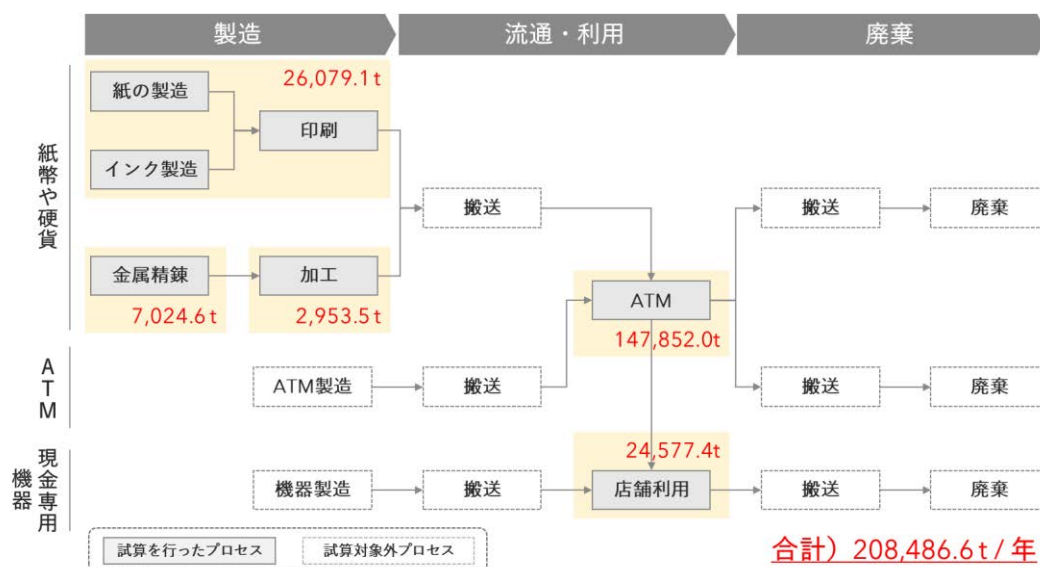 製造
流通・利用
廃棄
紙幣や硬貨
紙の製造
26,079.1t
印刷
インク製造
搬送
搬送
廃棄
金属精錬
加工
7,024.6t
2,953.5t
ATM
147,852.0t
ATM
ATM製造
搬送
搬送
廃棄
現金専用
機器
24,577.4t
機器製造
搬送
店舗利用
搬送
廃棄
試算を行ったプロセス
試算対象外プロセス
合計）208,486.6t / 年